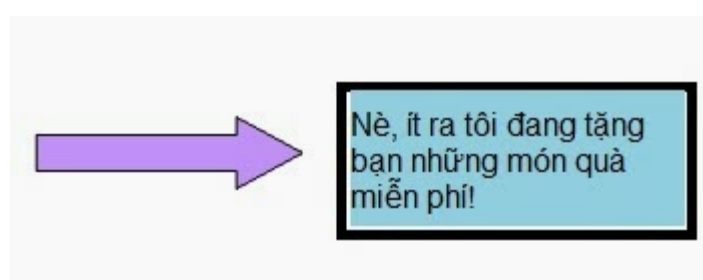 Nè, ít ra tôi đang tặng
bạn những món quà
miễn phí!